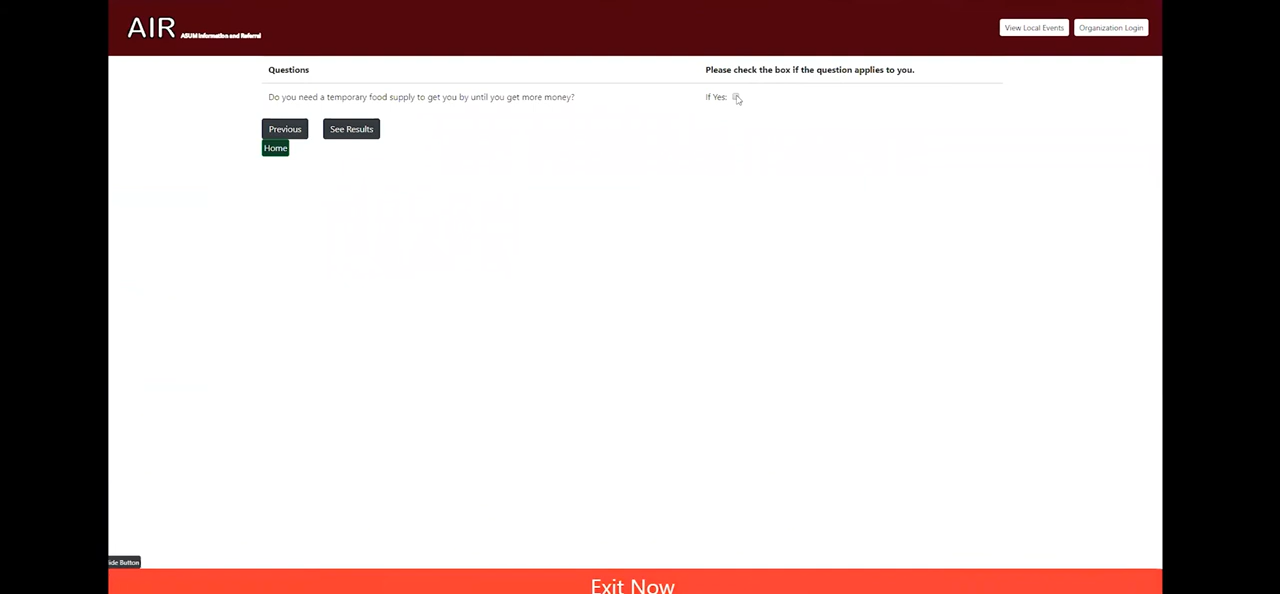 AIR ASUM Information and Referral
View Local Events
Organization Login
Questions
Please check the box if the question applies to you.
Do you need a temporary food supply to get you by until you get more money?
If Yes:
Previous
See Results
Home
ide Button
Exit Now